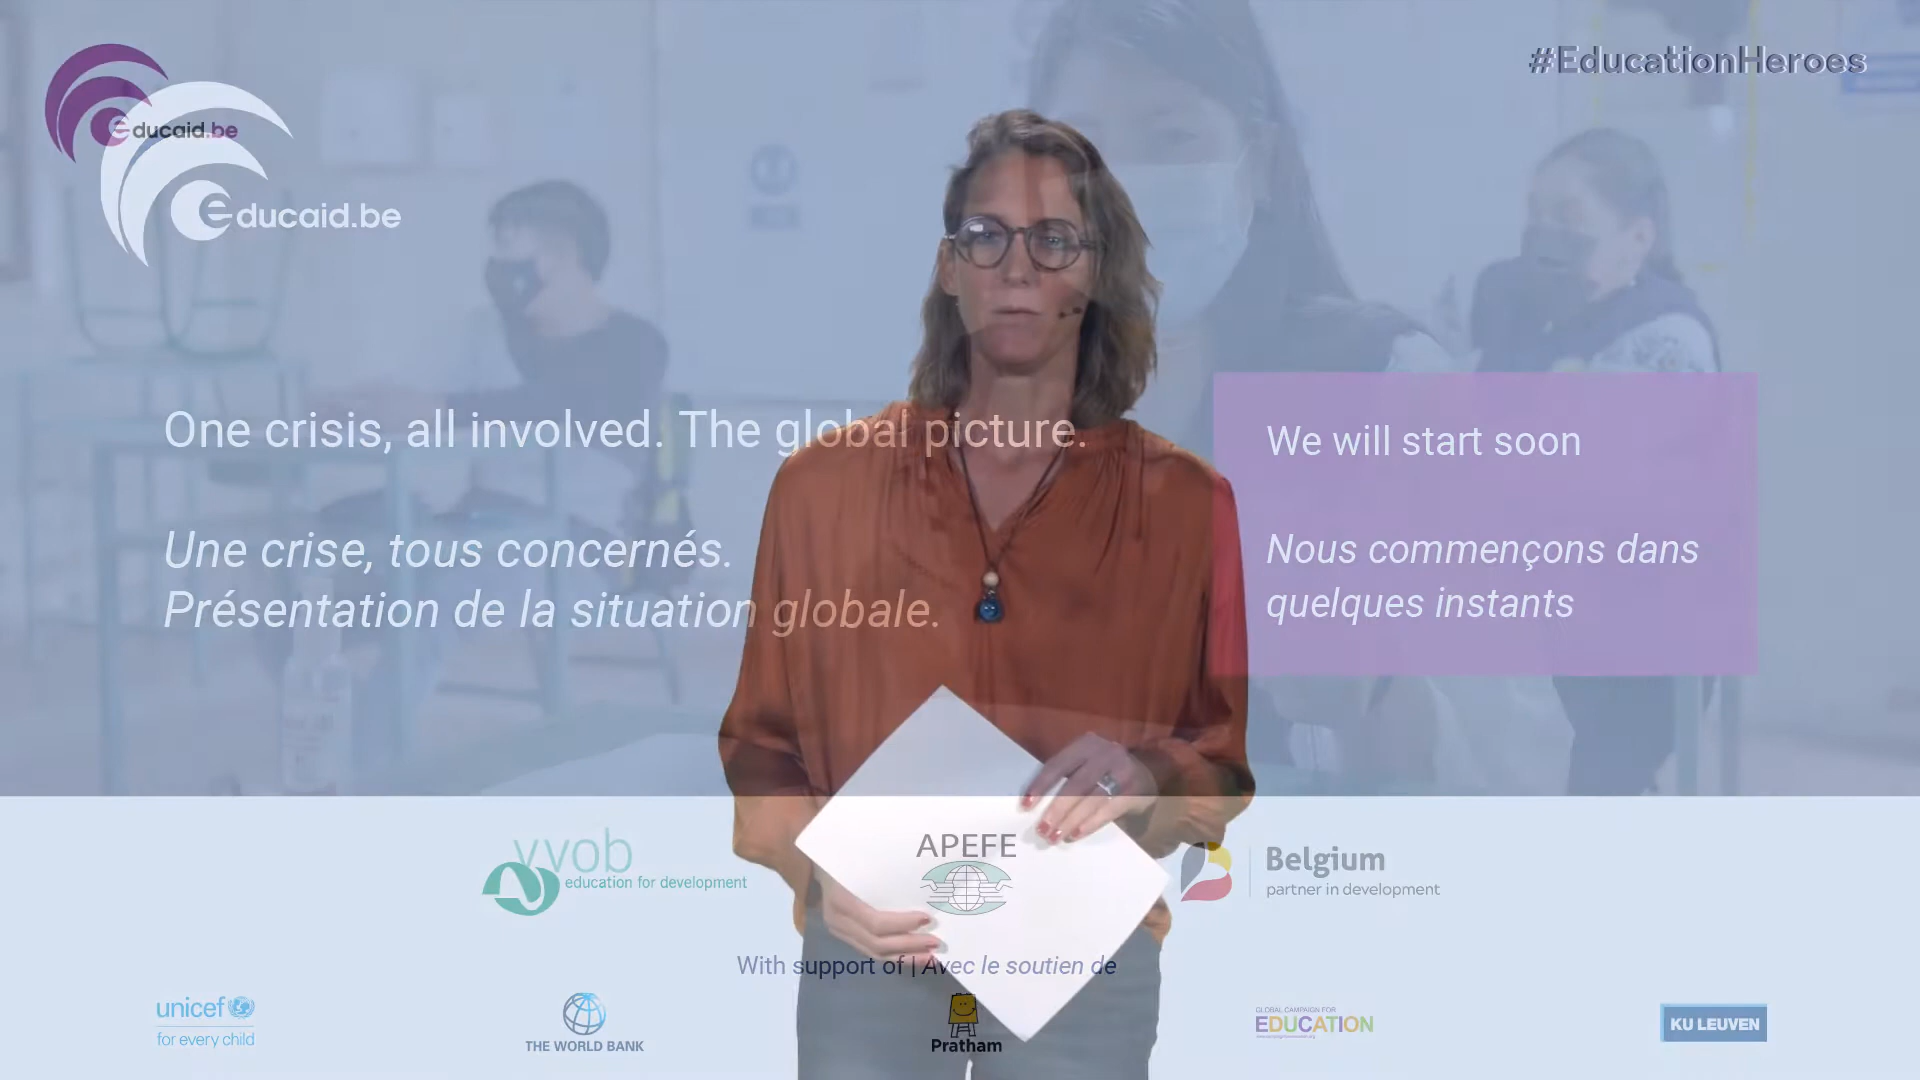 #EducationHeroes
educaid.be
educaid.be
One crisis, all involved. The global picture.
Une crise, tous concernés.
Présentation de la situation globale.
We will start soon
Nous commençons dans
quelques instants
vvob
education for development
APEFE
Belgium
partner in development
With support of | Avec le soutien de
unicef
for every child
THE WORLD BANK
Pratham
GLOBAL CAMPAIGN FOR
EDUCATION
KU LEUVEN